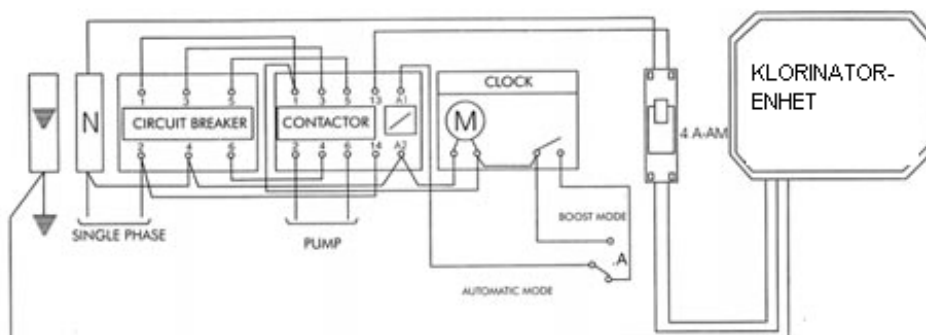 CLOCK
KLORINATOR-
ENHET
1 3 5
1 3 5 13 A1
N
CIRCUIT BREAKER
CONTACTOR
M
4 A-AM
2 4 6
2 4 6 14 A2
SINGLE PHASE
PUMP
BOOST MODE
.A
AUTOMATIC MODE